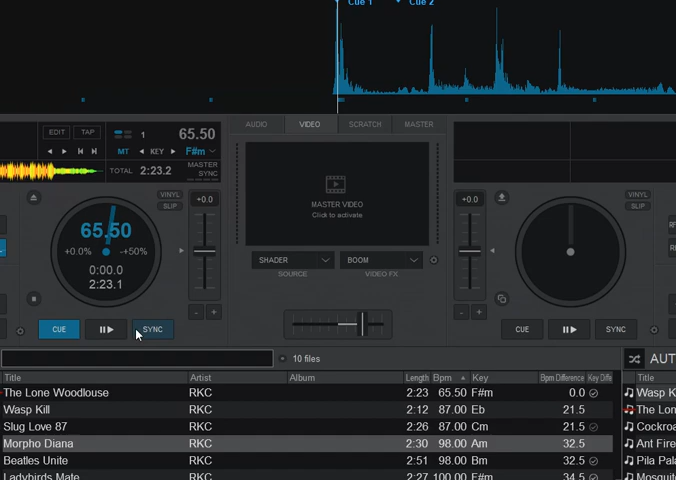 Cue 1 Cue 2
EDIT TAP 1 65.50
MT KEY F#m
TOTAL 2:23.2 MASTER SYNC
AUDIO VIDEO SCRATCH MASTER
MASTER VIDEO
Click to activate
VINYL
SLIP
+0.0
65.50
+0.0% -+50%
0:00.0
2:23.1
- +
CUE SYNC
SHADER BOOM
SOURCE VIDEO FX
+0.0
VINYL
SLIP
- +
CUE SYNC
10 files
Title Artist Album Length Bpm Key Bpm Difference Key Diffe
The Lone Woodlouse RKC 2:23 65.50 F#m 0.0
Wasp Kill RKC 2:12 87.00 Eb 21.5
Slug Love 87 RKC 2:26 87.00 Cm 21.5
Morpho Diana RKC 2:30 98.00 Am 32.5
Beatles Unite RKC 2:51 98.00 Bm 32.5
Ladybirds Mate RKC 2:27 100.00 F#m 34.5
AUT
Title
Wasp K
The Lon
Cockroa
Ant Fire
Pila Pala
Mosquit